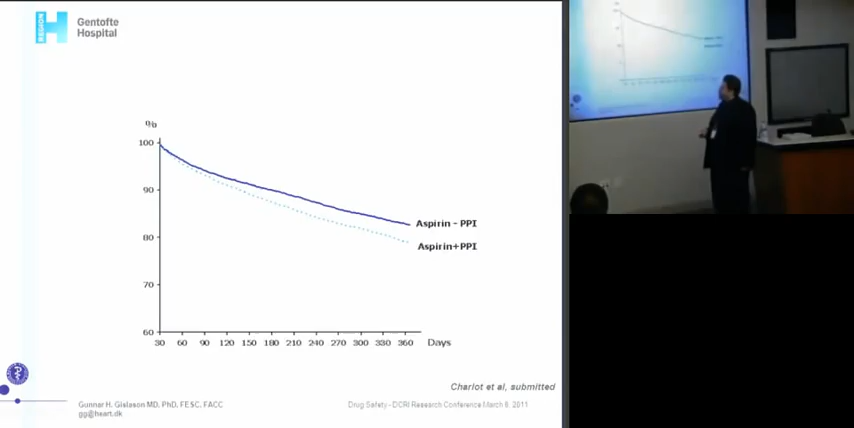 REGION
H
Gentofte
Hospital
%
100
90
80
70
60
Aspirin - PPI
Aspirin+PPI
30 60 90 120 150 180 210 240 270 300 330 360 Days
Charlot et al, submitted
Gunnar H. Gislason MD, PhD, FESC, FACC
gg@heart.dk
Drug Safety - DCRI Research Conference March 8, 2011